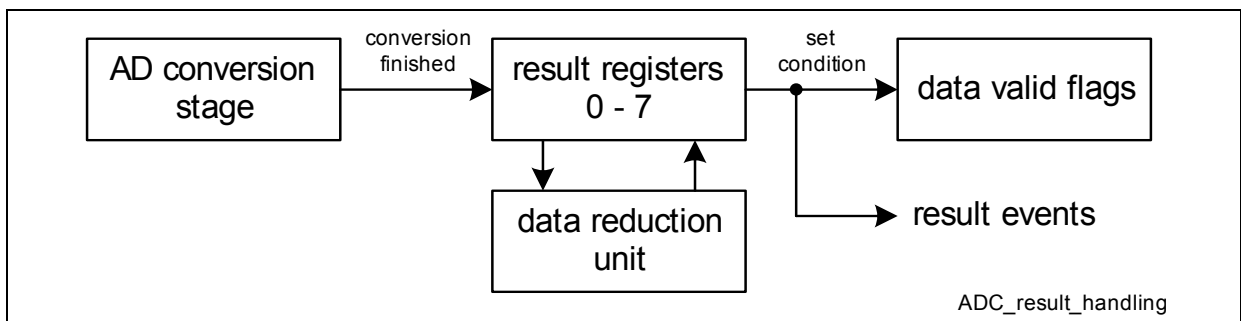 AD conversion
stage
conversion
finished
result registers
0 - 7
set
condition
data valid flags
data reduction
unit
result events
ADC_result_handling